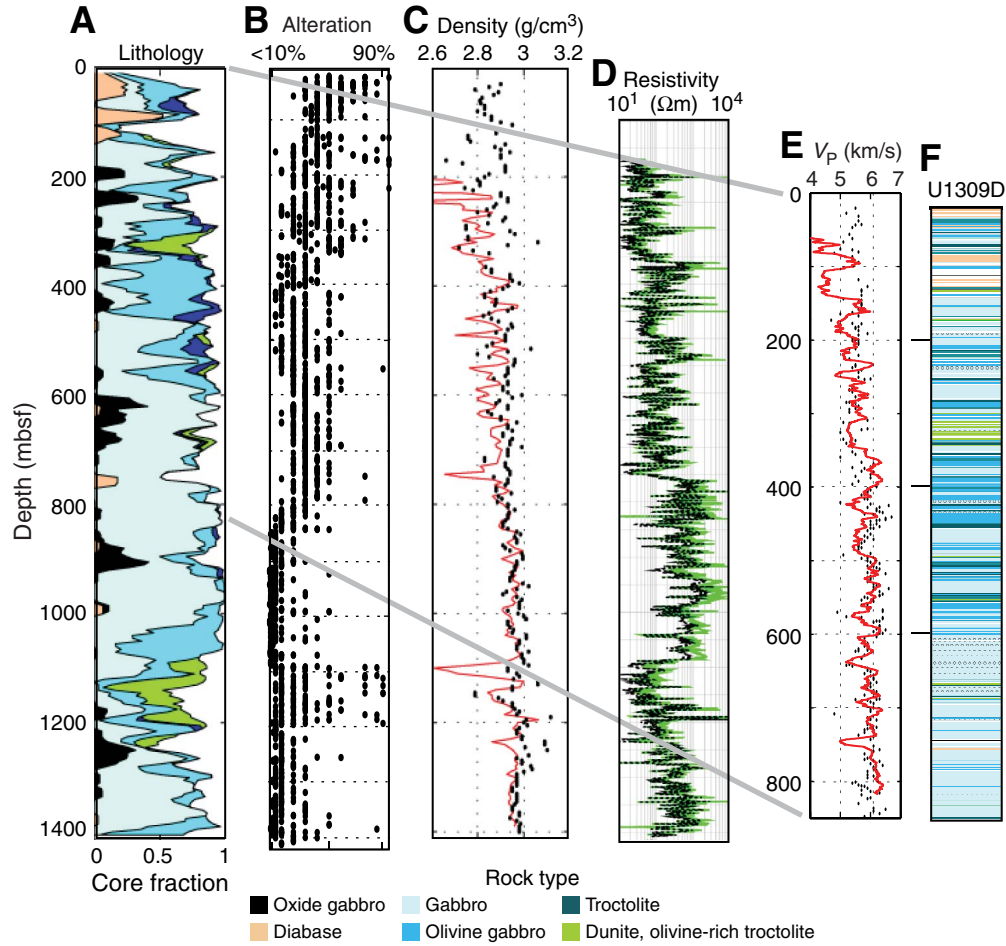 A
Lithology
0
200
400
600
800
1000
1200
1400
Depth (mbsf)
0 0.5 1
Core fraction
B
Alteration
<10% 90%
C
Density (g/cm³)
2.6 2.8 3 3.2
D
Resistivity
10¹ (Ωm) 10⁴
E
V_P (km/s)
4 5 6 7
0
200
400
600
800
F
U1309D
Rock type
Oxide gabbro
Gabbro
Troctolite
Diabase
Olivine gabbro
Dunite, olivine-rich troctolite